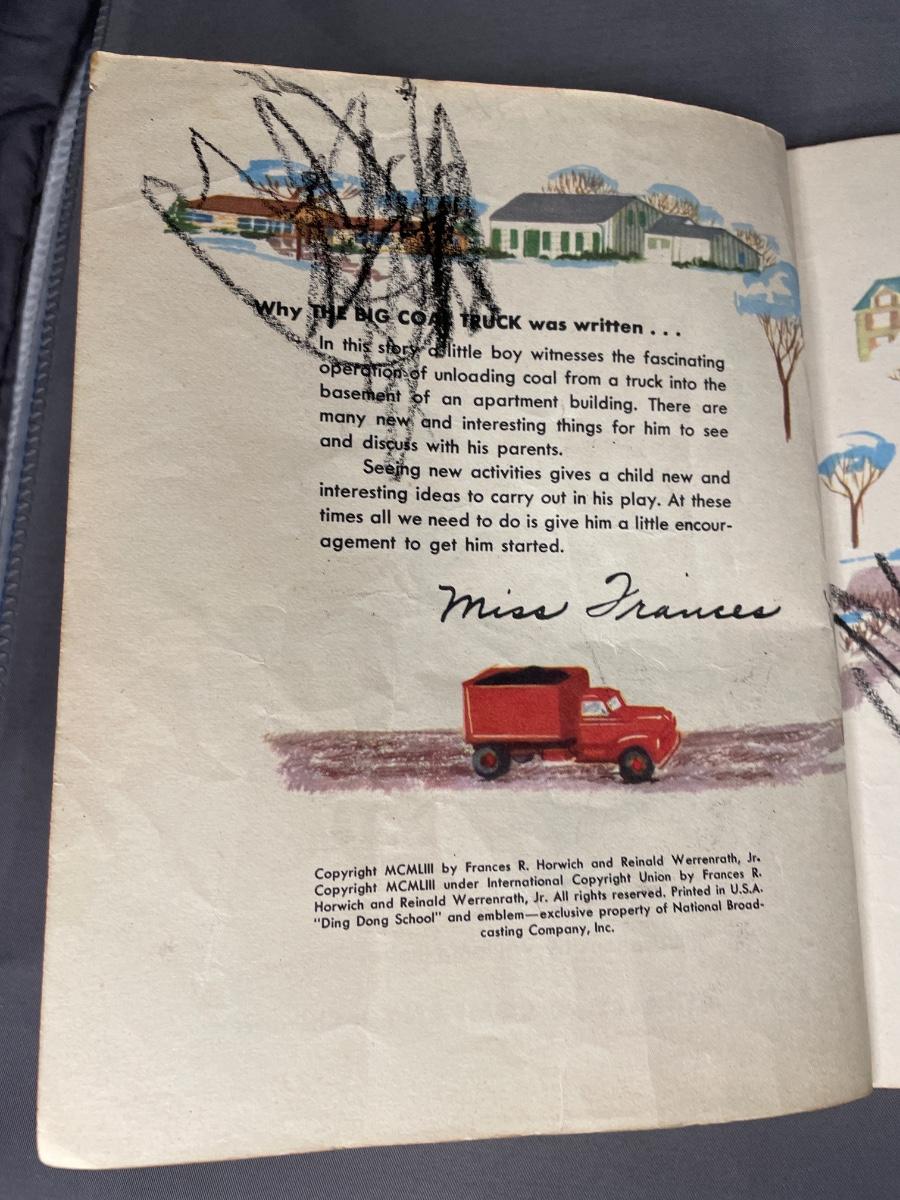 Why THE BIG COAL TRUCK was written . . .
In this story a little boy witnesses the fascinating
operation of unloading coal from a truck into the
basement of an apartment building. There are
many new and interesting things for him to see
and discuss with his parents.
Seeing new activities gives a child new and
interesting ideas to carry out in his play. At these
times all we need to do is give him a little encour-
agement to get him started.
Miss Frances
Copyright MCMLIII by Frances R. Horwich and Reinald Werrenrath, Jr.
Copyright MCMLIII under International Copyright Union by Frances R.
Horwich and Reinald Werrenrath, Jr. All rights reserved. Printed in U.S.A.
"Ding Dong School" and emblem—exclusive property of National Broad-
casting Company, Inc.